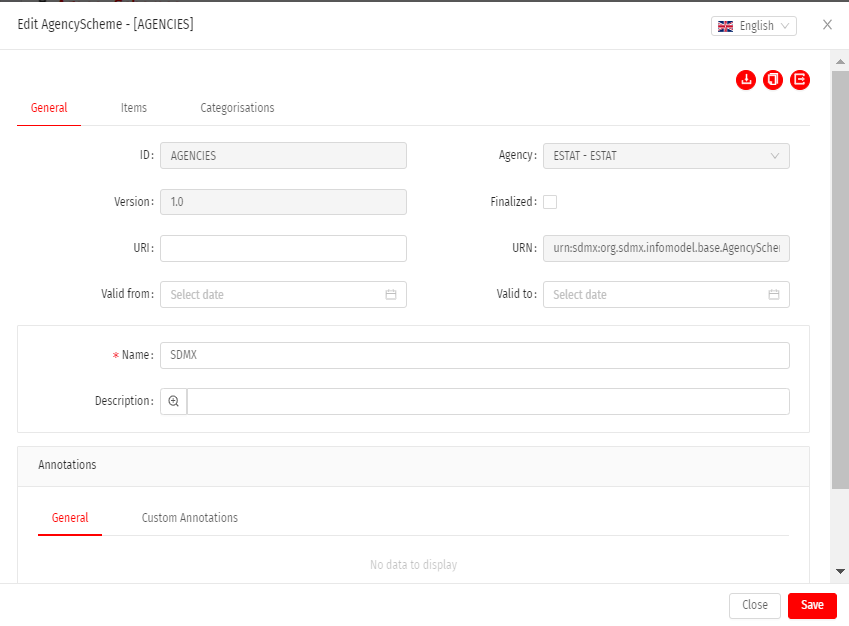 Edit AgencyScheme - [AGENCIES]
English
General Items Categorisations
ID: AGENCIES Agency: ESTAT - ESTAT
Version: 1.0 Finalized:
URI: URN: urn:sdmx:org.sdmx.infomodel.base.AgencySche
Valid from: Select date Valid to: Select date
* Name: SDMX
Description:
Annotations
General Custom Annotations
No data to display
Close Save